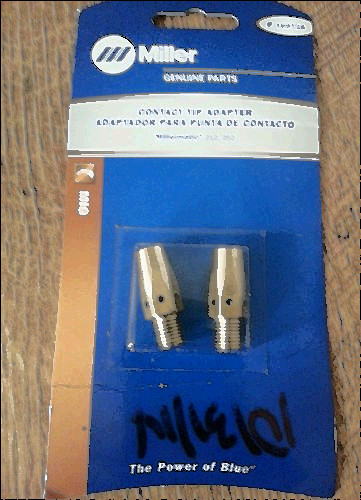 Miller
GENUINE PARTS
CONTACT TIP ADAPTER
ADAPTADOR PARA PUNTA DE CONTACTO
The Power of Blue